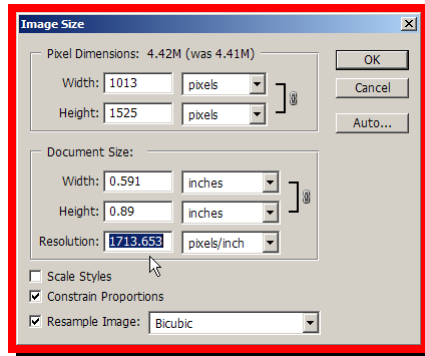 Image Size
Pixel Dimensions: 4.42M (was 4.41M)
OK
Width: 1013 pixels
Cancel
Height: 1525 pixels
Auto...
Document Size:
Width: 0.591 inches
Height: 0.89 inches
Resolution: 1713.653 pixels/inch
Scale Styles
Constrain Proportions
Resample Image: Bicubic